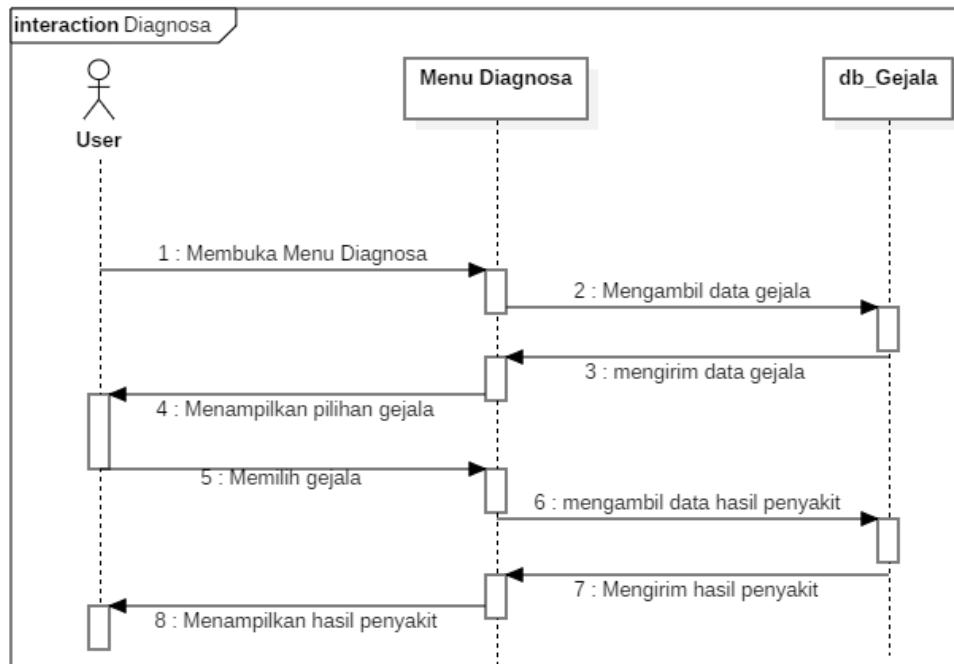 interaction Diagnosa
User
Menu Diagnosa
db_Gejala
1 : Membuka Menu Diagnosa
2 : Mengambil data gejala
3 : mengirim data gejala
4 : Menampilkan pilihan gejala
5 : Memilih gejala
6 : mengambil data hasil penyakit
7 : Mengirim hasil penyakit
8 : Menampilkan hasil penyakit